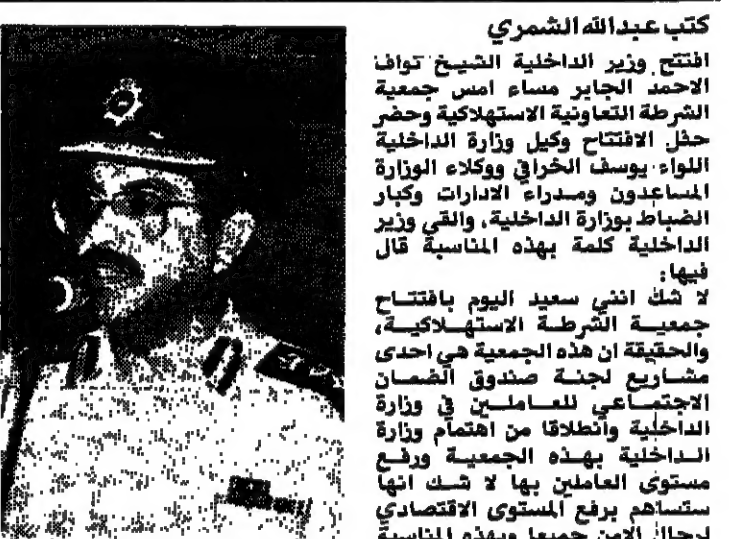 كتب عبدالله الشمري
افتتح وزير الداخلية الشيخ نواف
الاحمد الجابر مساء امس جمعية
الشرطة التعاونية الاستهلاكية وحضر
حفل الافتتاح وكيل وزارة الداخلية
اللواء يوسف الخرافي ووكلاء الوزارة
المساعدون ومدراء الادارات وكبار
الضباط بوزارة الداخلية، والقى وزير
الداخلية كلمة بهذه المناسبة قال
فيها:
لا شك انني سعيد اليوم بافتتاح
جمعية الشرطة الاستهلاكية،
والحقيقة ان هذه الجمعية هي احدى
مشاريع لجنة صندوق الضمان
الاجتماعي للعاملين في وزارة
الداخلية وانطلاقا من اهتمام وزارة
الداخلية بهذه الجمعية ورفع
مستوى العاملين بها لا شك انها
ستساهم برفع المستوى الاقتصادي
لرجال الامن جميعا وبهذه المناسبة